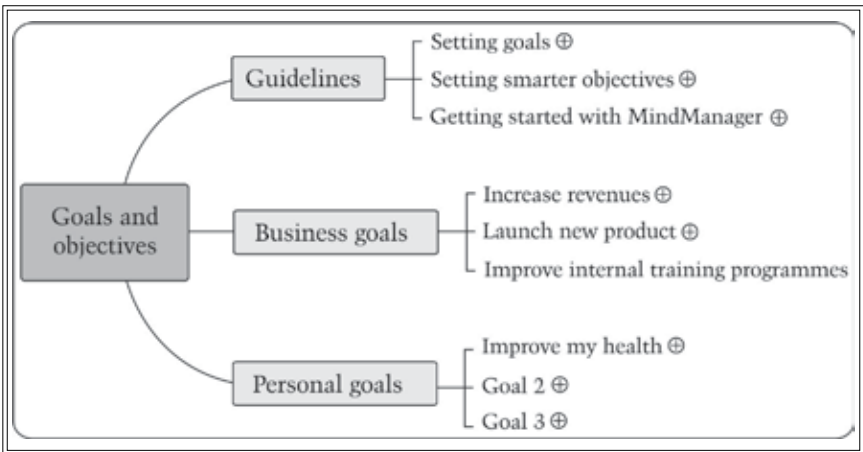 Setting goals ⊕
Guidelines
Setting smarter objectives ⊕
Getting started with MindManager ⊕
Goals and
objectives
Increase revenues ⊕
Business goals
Launch new product ⊕
Improve internal training programmes
Improve my health ⊕
Personal goals
Goal 2 ⊕
Goal 3 ⊕